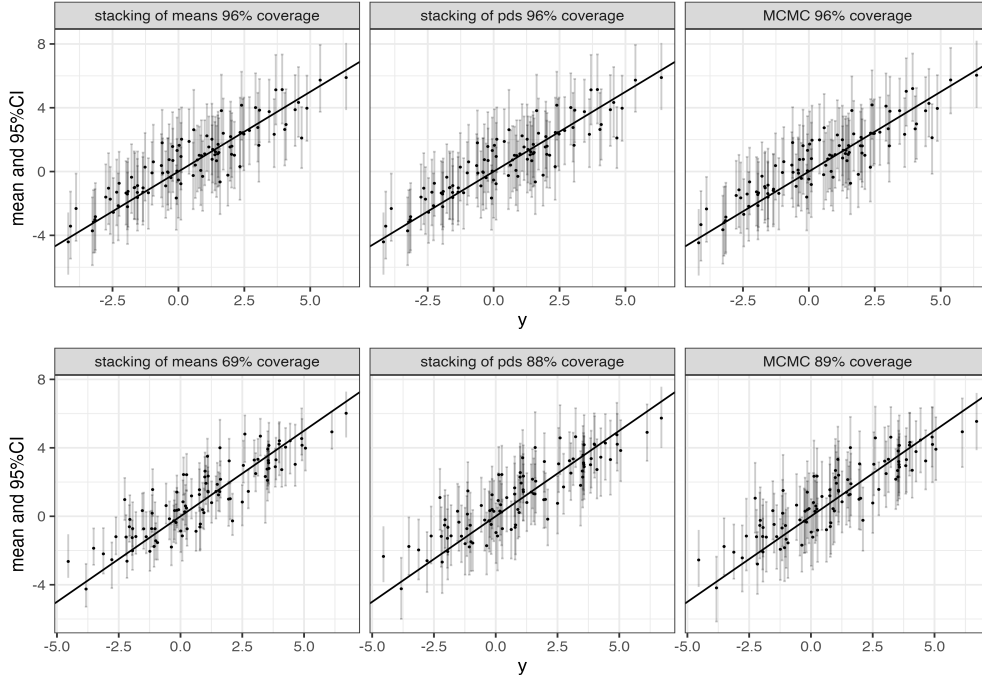 stacking of means 96% coverage
stacking of pds 96% coverage
MCMC 96% coverage
mean and 95%CI
8
4
0
-4
-2.5 0.0 2.5 5.0
-2.5 0.0 2.5 5.0
-2.5 0.0 2.5 5.0
y
stacking of means 69% coverage
stacking of pds 88% coverage
MCMC 89% coverage
mean and 95%CI
8
4
0
-4
-5.0 -2.5 0.0 2.5 5.0
-5.0 -2.5 0.0 2.5 5.0
-5.0 -2.5 0.0 2.5 5.0
y